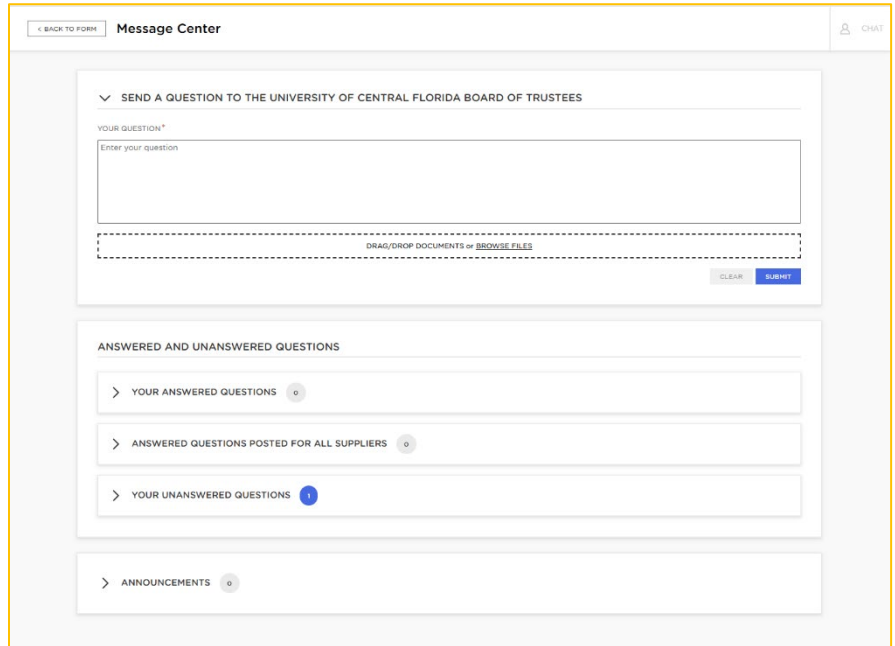 < BACK TO FORM Message Center CHAT
SEND A QUESTION TO THE UNIVERSITY OF CENTRAL FLORIDA BOARD OF TRUSTEES
YOUR QUESTION*
Enter your question
DRAG/DROP DOCUMENTS or BROWSE FILES
CLEAR SUBMIT
ANSWERED AND UNANSWERED QUESTIONS
YOUR ANSWERED QUESTIONS 0
ANSWERED QUESTIONS POSTED FOR ALL SUPPLIERS 0
YOUR UNANSWERED QUESTIONS 1
ANNOUNCEMENTS 0